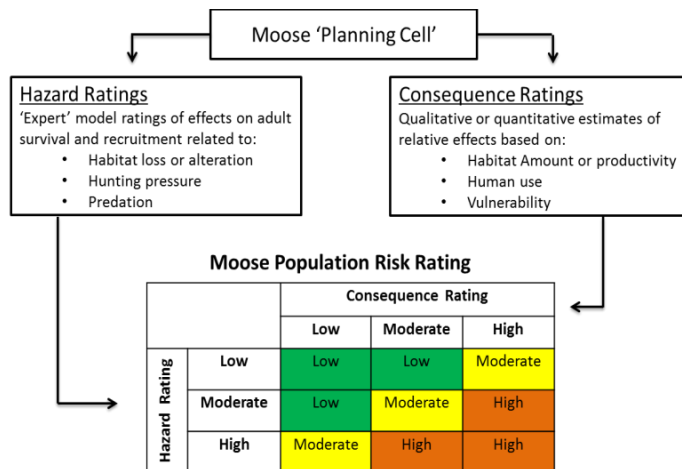 Moose ‘Planning Cell’
Hazard Ratings
‘Expert’ model ratings of effects on adult
survival and recruitment related to:
• Habitat loss or alteration
• Hunting pressure
• Predation
Consequence Ratings
Qualitative or quantitative estimates of
relative effects based on:
• Habitat Amount or productivity
• Human use
• Vulnerability
Moose Population Risk Rating
Consequence Rating
Low Moderate High
Hazard Rating
Low Low Low Moderate
Moderate Low Moderate High
High Moderate High High